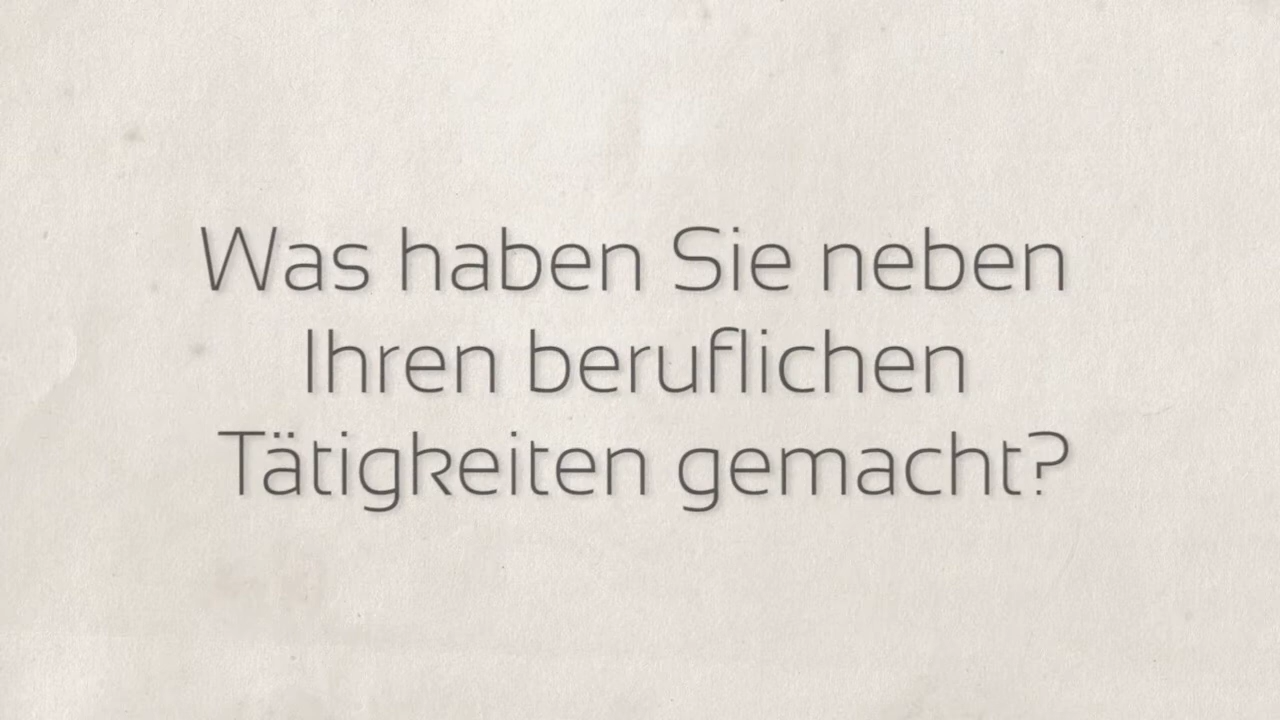 Was haben Sie neben
Ihren beruflichen
Tätigkeiten gemacht?